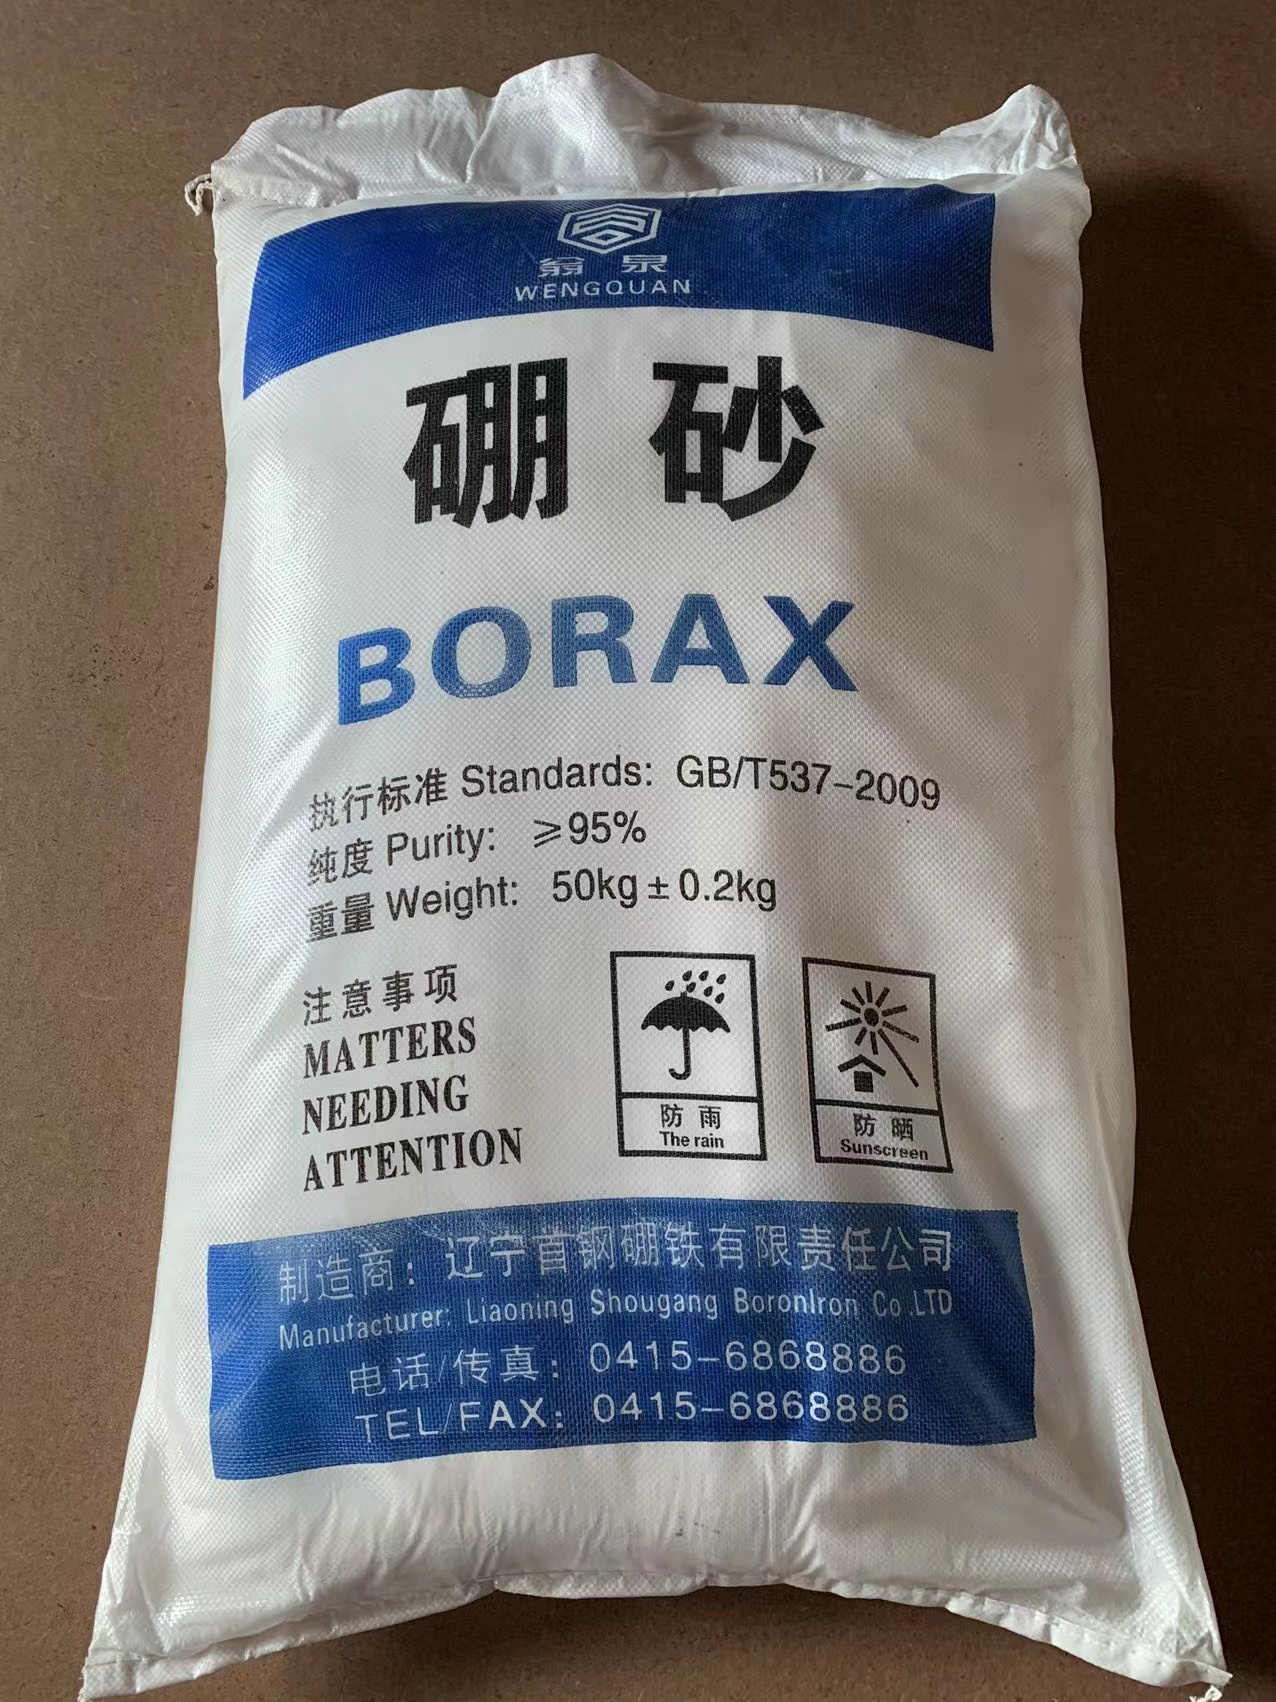 翁泉
WENGQUAN
硼砂
BORAX
执行标准 Standards: GB/T537-2009
纯度 Purity: ≥95%
重量 Weight: 50kg±0.2kg
注意事项
MATTERS
NEEDING
ATTENTION
防雨
The rain
防晒
Sunscreen
制造商: 辽宁首钢硼铁有限责任公司
Manufacturer: Liaoning Shougang BoronIron Co.LTD
电话/传真: 0415-6868886
TEL/FAX: 0415-6868886